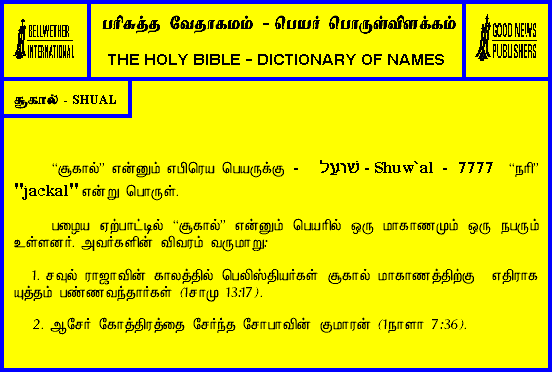 BELLWETHER
INTERNATIONAL
பரிசுத்த வேதாகமம் - பெயர் பொருள்விளக்கம்
THE HOLY BIBLE - DICTIONARY OF NAMES
GOOD NEWS
PUBLISHERS
சூகால் - SHUAL
“சூகால்” என்னும் எபிரெய பெயருக்கு - שׁוּעָל - Shuw`al - 7777 “நரி”
"jackal" என்று பொருள்.
பழைய ஏற்பாட்டில் “சூகால்” என்னும் பெயரில் ஒரு மாகாணமும் ஒரு நபரும்
உள்ளனர். அவர்களின் விவரம் வருமாறு:
1. சவுல் ராஜாவின் காலத்தில் பெலிஸ்தியர்கள் சூகால் மாகாணத்திற்கு எதிராக
யுத்தம் பண்ணவந்தார்கள் (1சாமு 13:17).
2. ஆசேர் கோத்திரத்தை சேர்ந்த சோபாவின் குமாரன் (1நாளா 7:36).